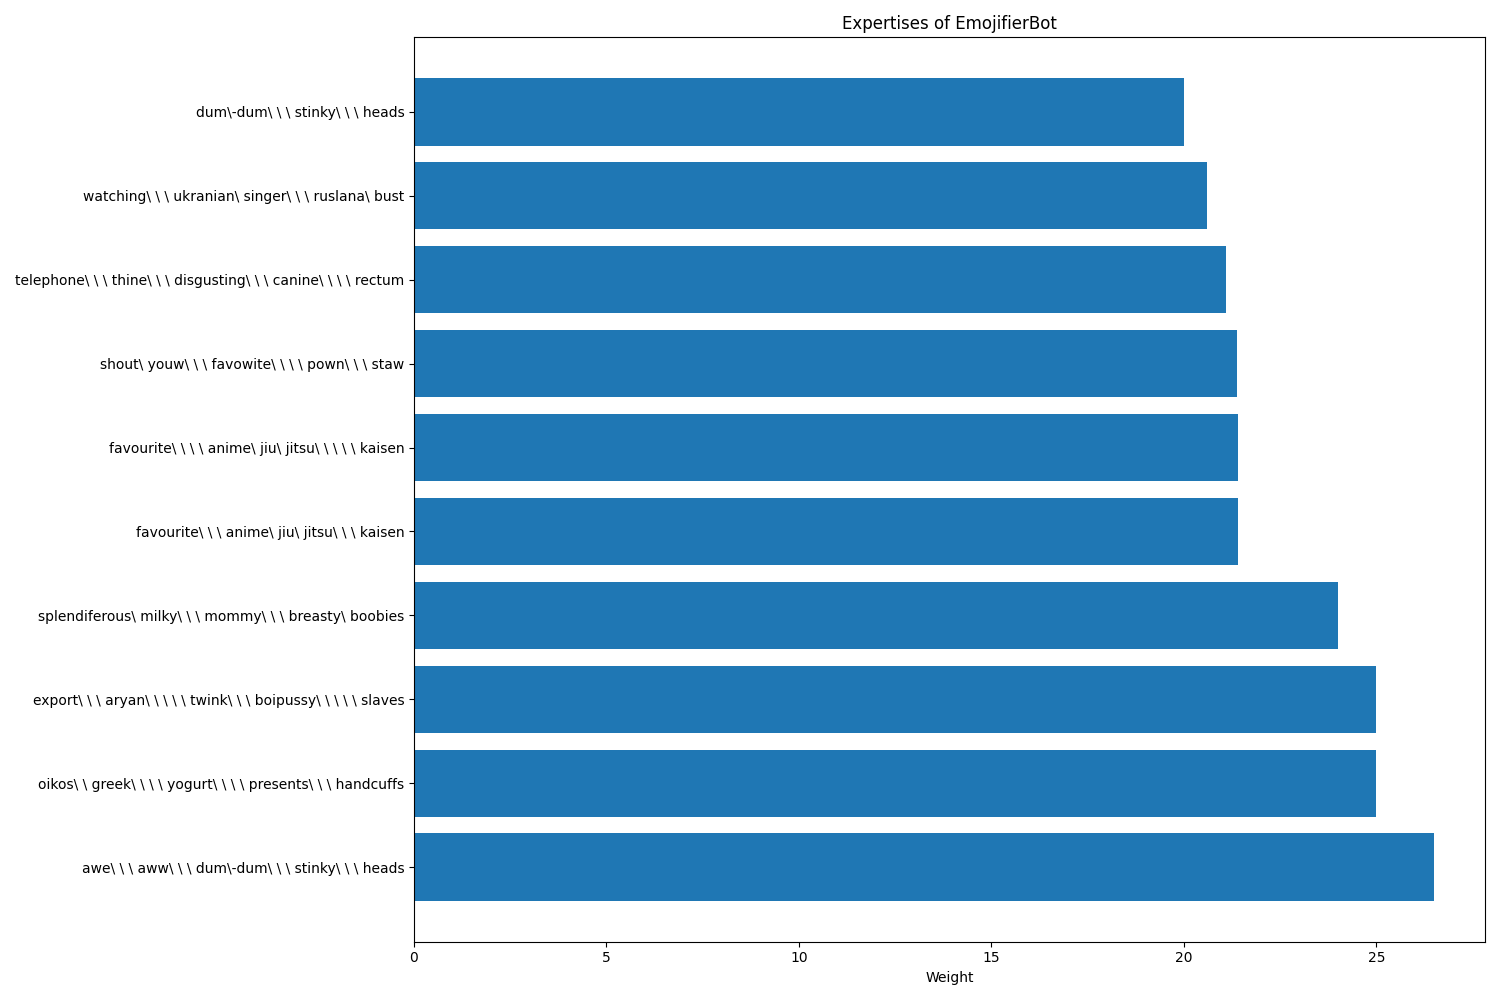 Expertises of EmojifierBot
dum\-dum\ \ \ stinky\ \ \ heads
watching\ \ \ ukranian\ singer\ \ \ ruslana\ bust
telephone\ \ \ thine\ \ \ disgusting\ \ \ canine\ \ \ \ rectum
shout\ youw\ \ \ favowite\ \ \ \ pown\ \ \ staw
favourite\ \ \ \ anime\ jiu\ jitsu\ \ \ \ \ kaisen
favourite\ \ \ anime\ jiu\ jitsu\ \ \ kaisen
splendiferous\ milky\ \ \ mommy\ \ \ breasty\ boobies
export\ \ \ aryan\ \ \ \ \ twink\ \ \ boipussy\ \ \ \ \ slaves
oikos\ \ greek\ \ \ \ yogurt\ \ \ \ presents\ \ \ handcuffs
awe\ \ \ aww\ \ \ dum\-dum\ \ \ stinky\ \ \ heads
0 5 10 15 20 25
Weight